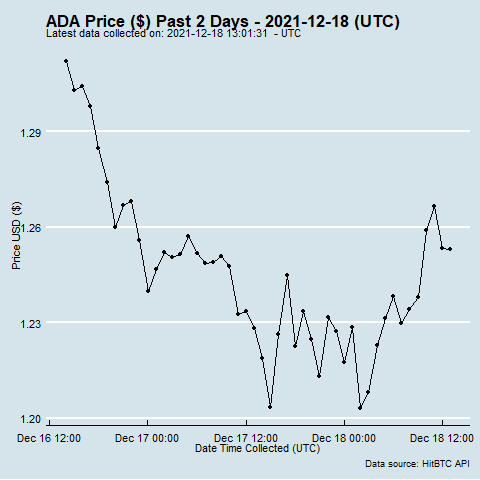 ADA Price ($) Past 2 Days - 2021-12-18 (UTC)
Latest data collected on: 2021-12-18 13:01:31 - UTC
Price USD ($)
1.29
1.26
1.23
1.20
Dec 16 12:00 Dec 17 00:00 Dec 17 12:00 Dec 18 00:00 Dec 18 12:00
Date Time Collected (UTC)
Data source: HitBTC API